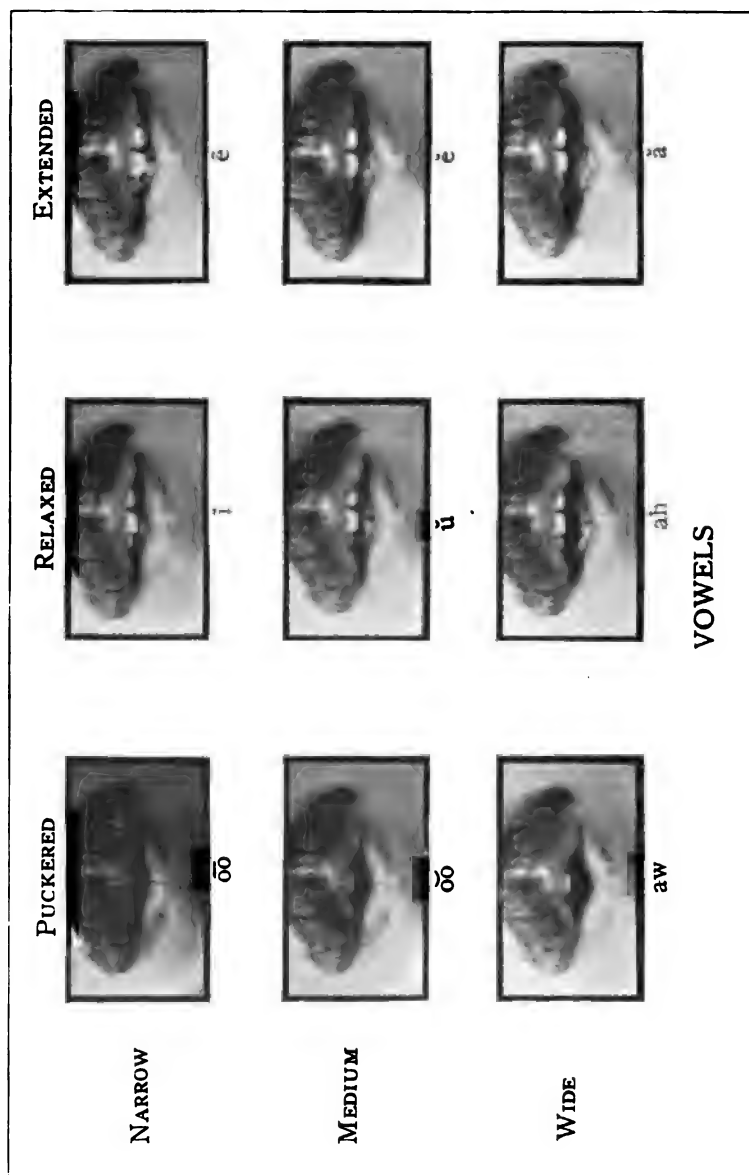 PUCKERED RELAXED EXTENDED
NARROW
o͞o ĭ ē
MEDIUM
o͝o ŭ ĕ
WIDE
aw ah ă
VOWELS